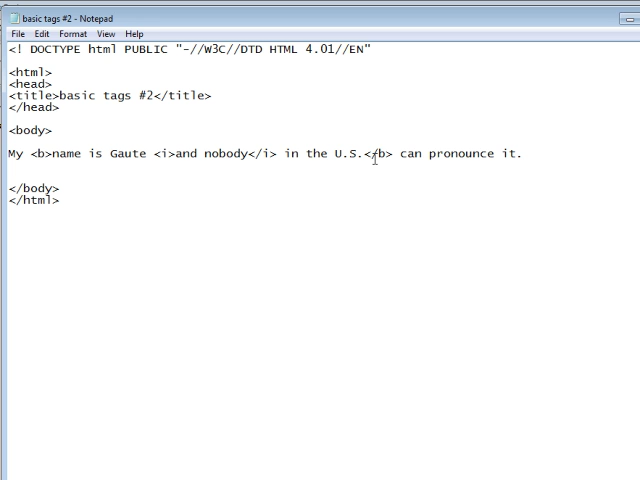 basic tags #2 - Notepad
File Edit Format View Help
<! DOCTYPE html PUBLIC "-//W3C//DTD HTML 4.01//EN"
<html>
<head>
<title>basic tags #2</title>
</head>
<body>
My <b>name is Gaute <i>and nobody</i> in the U.S.</b> can pronounce it.
</body>
</html>